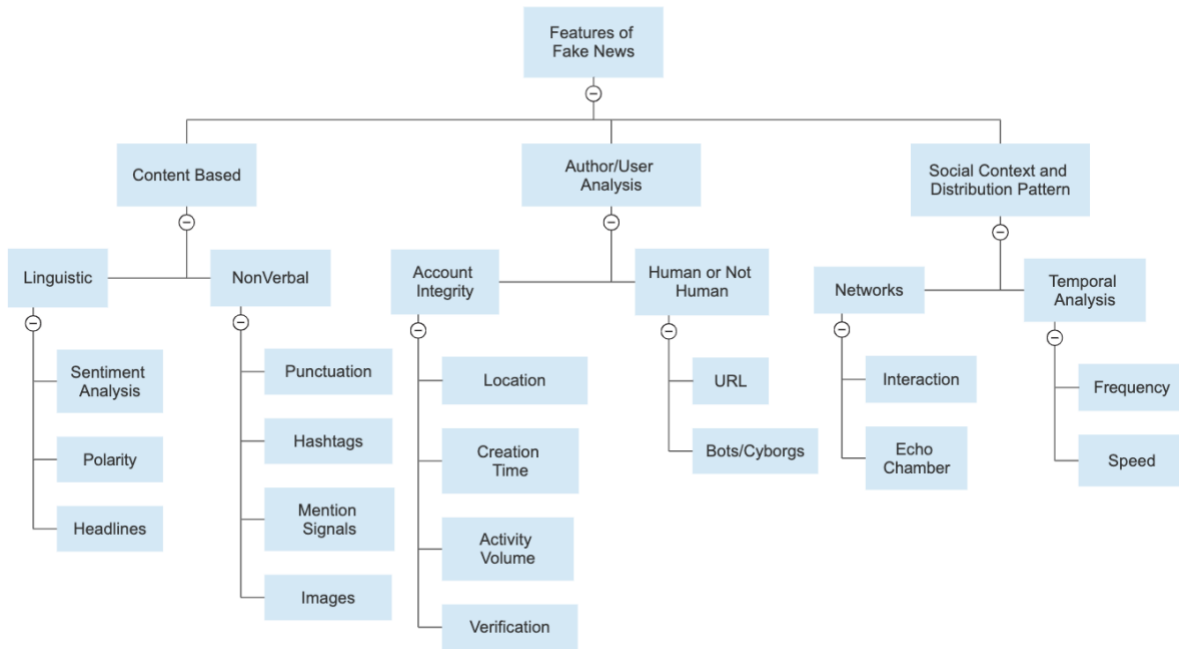 Features of
Fake News
Content Based
Author/User
Analysis
Social Context and
Distribution Pattern
Linguistic
NonVerbal
Account
Integrity
Human or Not
Human
Networks
Temporal
Analysis
Sentiment
Analysis
Polarity
Headlines
Punctuation
Hashtags
Mention
Signals
Images
Location
Creation
Time
Activity
Volume
Verification
URL
Bots/Cyborgs
Interaction
Echo
Chamber
Frequency
Speed